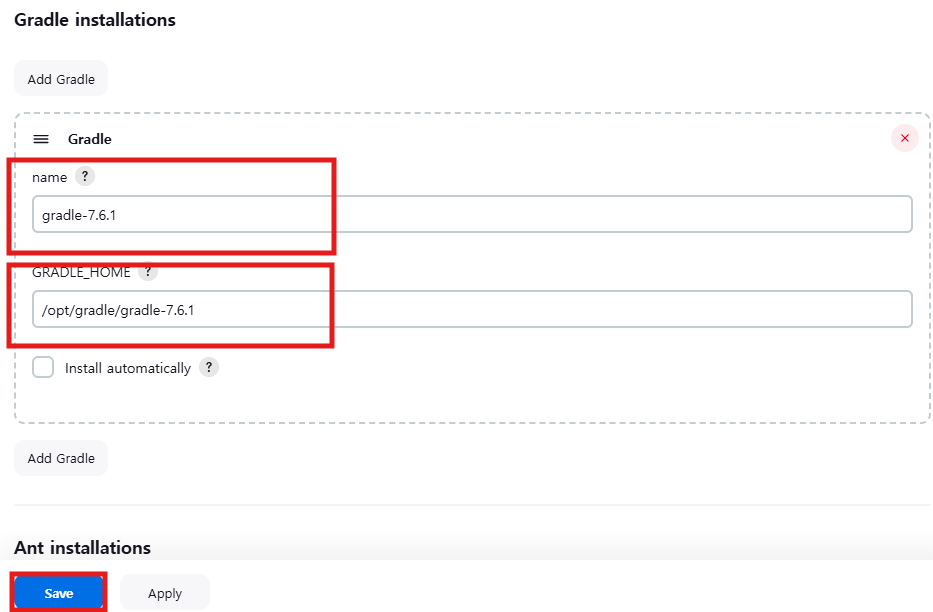 Gradle installations
Add Gradle
Gradle
name ?
gradle-7.6.1
GRADLE_HOME ?
/opt/gradle/gradle-7.6.1
Install automatically ?
Add Gradle
Ant installations
Save Apply